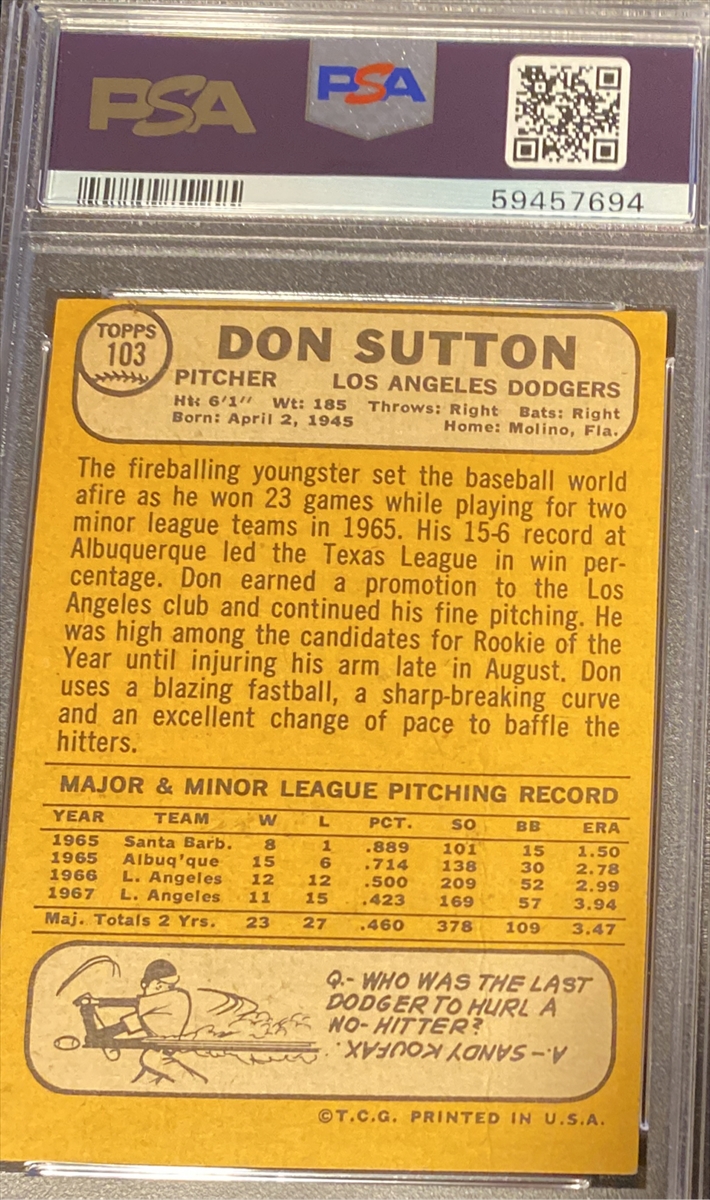 PSA PSA
59457694
TOPPS
103
DON SUTTON
PITCHER LOS ANGELES DODGERS
Ht: 6'1" Wt: 185 Throws: Right Bats: Right
Born: April 2, 1945 Home: Molino, Fla.
The fireballing youngster set the baseball world
afire as he won 23 games while playing for two
minor league teams in 1965. His 15-6 record at
Albuquerque led the Texas League in win per-
centage. Don earned a promotion to the Los
Angeles club and continued his fine pitching. He
was high among the candidates for Rookie of the
Year until injuring his arm late in August. Don
uses a blazing fastball, a sharp-breaking curve
and an excellent change of pace to baffle the
hitters.
MAJOR & MINOR LEAGUE PITCHING RECORD
YEAR TEAM W L PCT. SO BB ERA
1965 Santa Barb. 8 1 .889 101 15 1.50
1965 Albuq'que 15 6 .714 138 30 2.78
1966 L. Angeles 12 12 .500 209 52 2.99
1967 L. Angeles 11 15 .423 169 57 3.94
Maj. Totals 2 Yrs. 23 27 .460 378 109 3.47
Q.- WHO WAS THE LAST
DODGER TO HURL A
NO-HITTER?
A.- SANDY KOUFAX.
©T.C.G. PRINTED IN U.S.A.